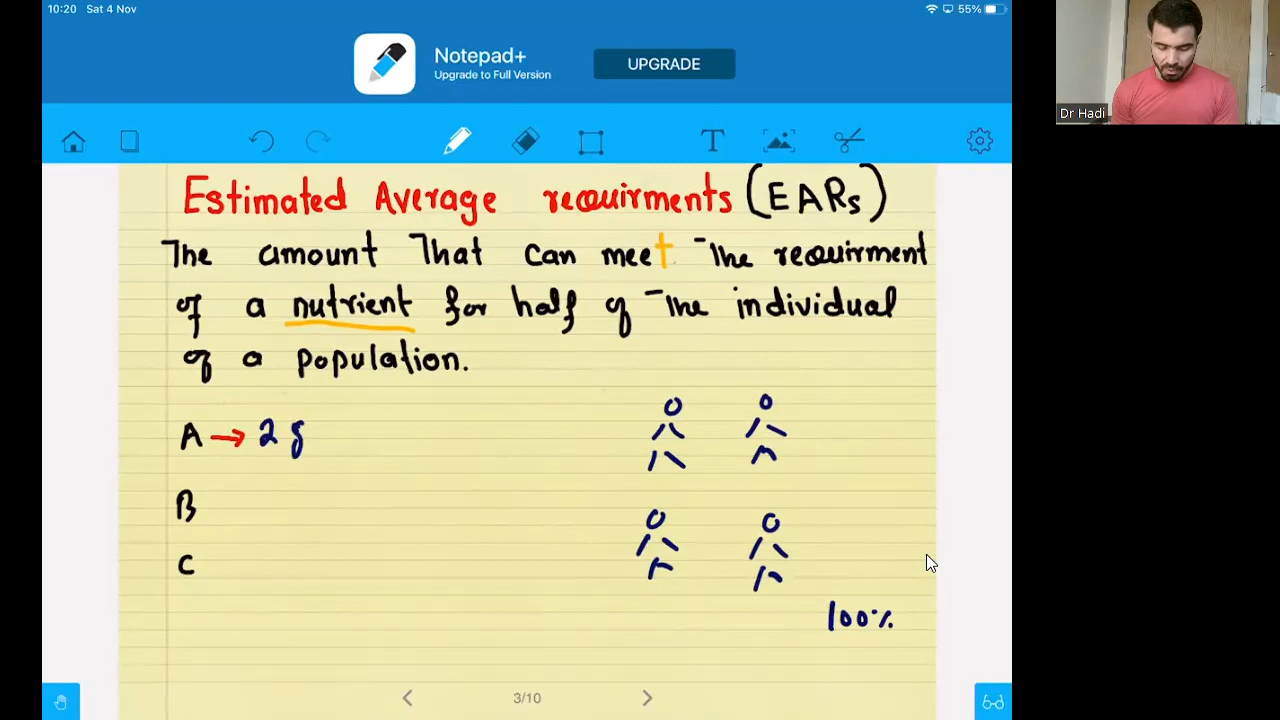 10:20 Sat 4 Nov
55%
Notepad+
Upgrade to Full Version
UPGRADE
Dr Hadi
T
Estimated Average requirments (EARs)
The amount That can meet The requirment
of a nutrient for half of The individual
of a population.
A → 2 g
B
C
100%
3/10